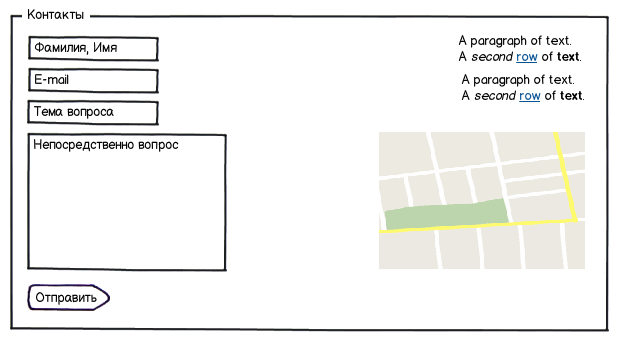 Контакты
Фамилия, Имя
E-mail
Тема вопроса
Непосредственно вопрос
Отправить
A paragraph of text.
A second row of text.
A paragraph of text.
A second row of text.